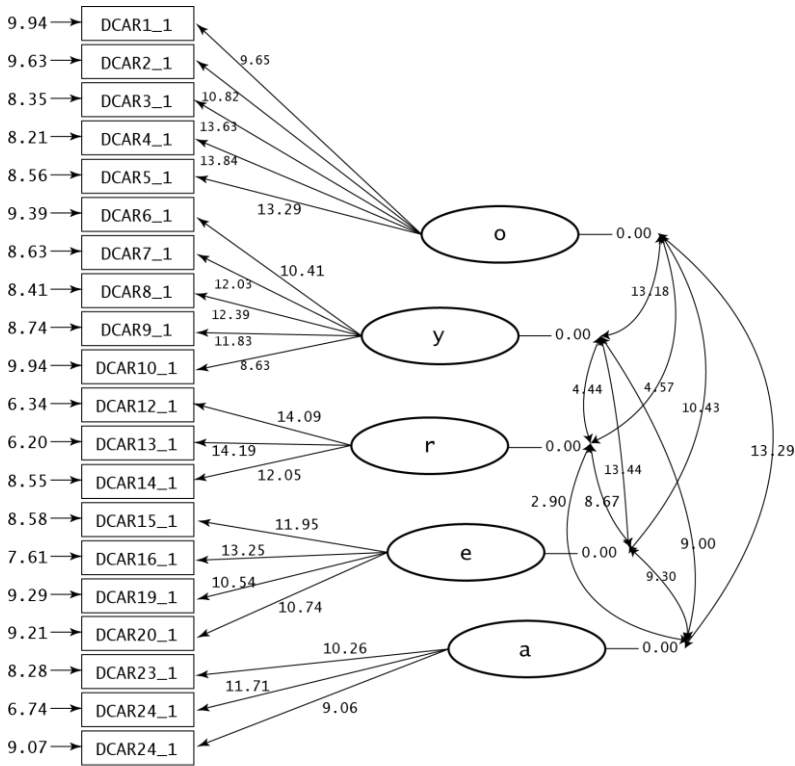 9.94 DCAR1_1
9.63 DCAR2_1 9.65
8.35 DCAR3_1 10.82
8.21 DCAR4_1 13.63
8.56 DCAR5_1 13.84
9.39 DCAR6_1 13.29
o 0.00
8.63 DCAR7_1 10.41
8.41 DCAR8_1 12.03 13.18
8.74 DCAR9_1 12.39
y 0.00
9.94 DCAR10_1 11.83
8.63
4.44 4.57
6.34 DCAR12_1 14.09 10.43
6.20 DCAR13_1 14.19
r 0.00
13.29
8.55 DCAR14_1 12.05 13.44
2.90 8.67
8.58 DCAR15_1 11.95
7.61 DCAR16_1 13.25
e 0.00
9.00
9.29 DCAR19_1 10.54 9.30
9.21 DCAR20_1 10.74
10.26
a 0.00
8.28 DCAR23_1 11.71
6.74 DCAR24_1 9.06
9.07 DCAR24_1